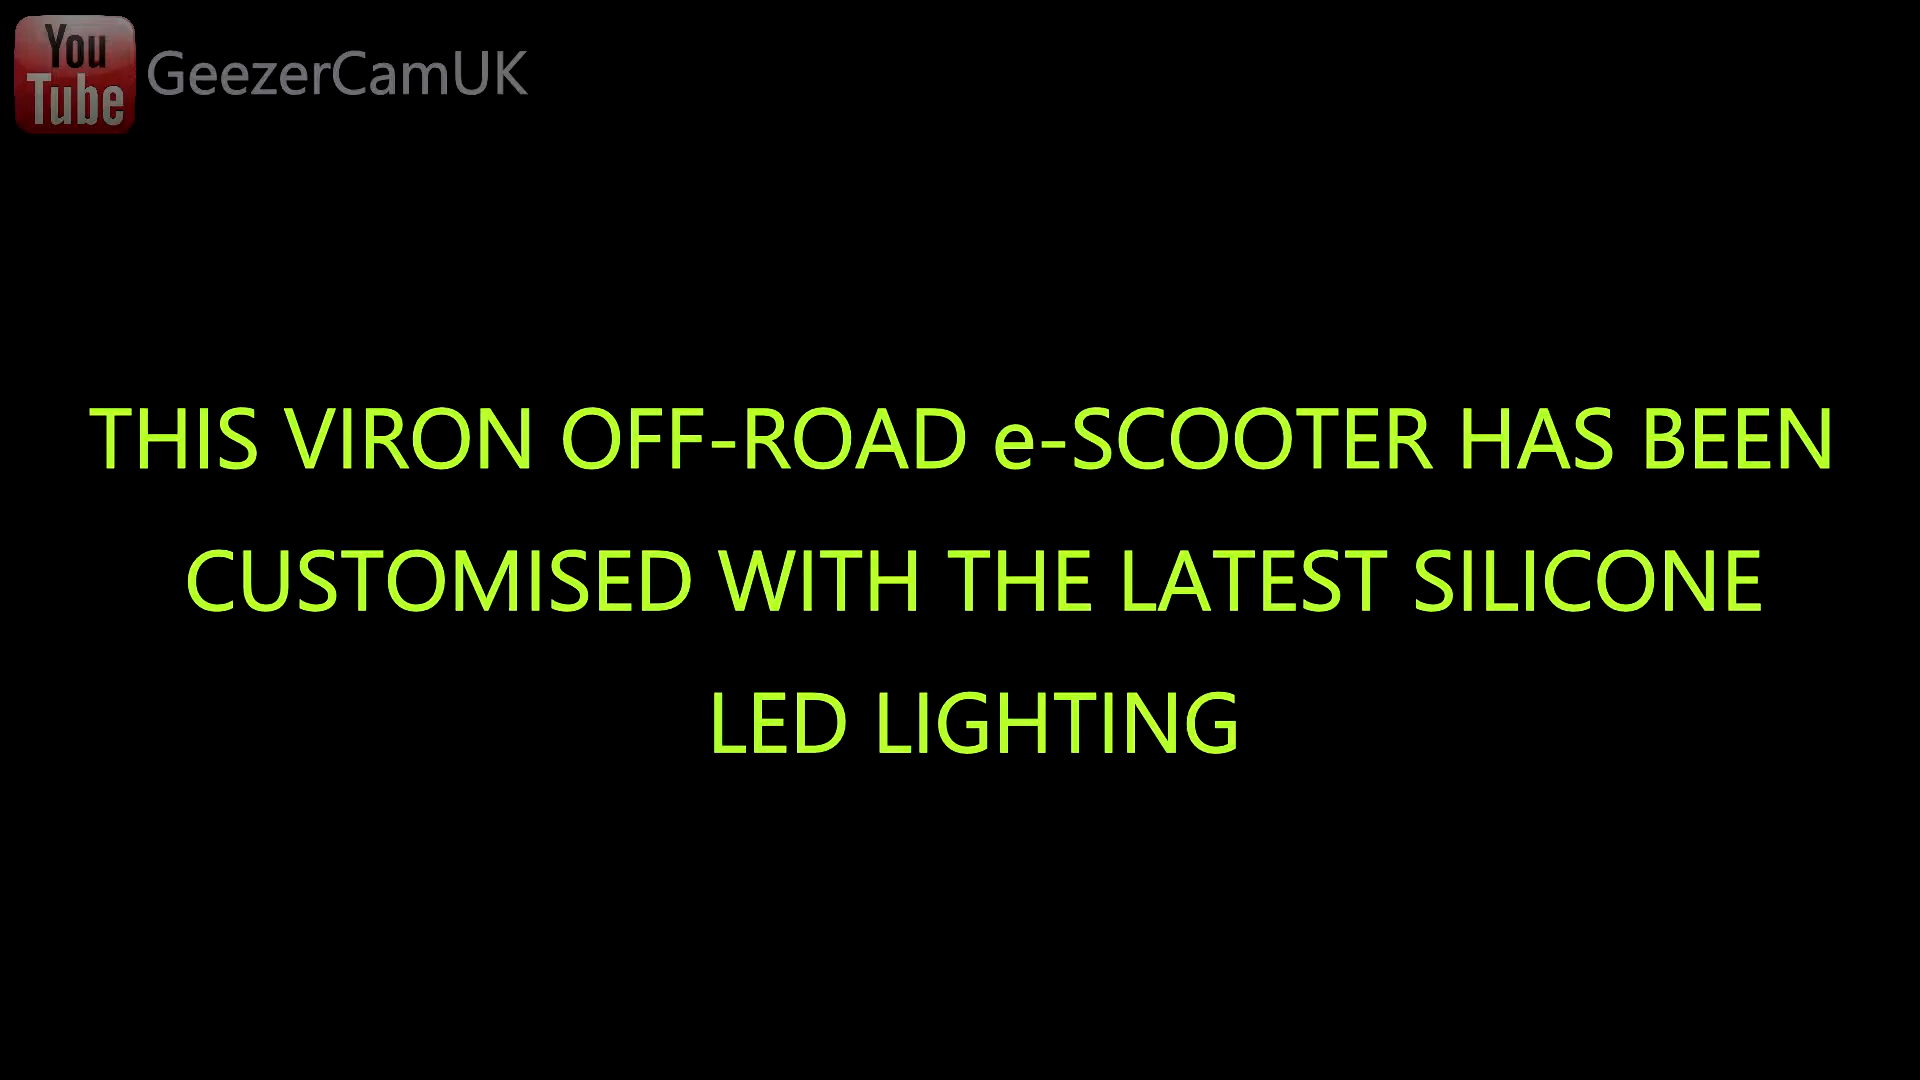 You
Tube
GeezerCamUK
THIS VIRON OFF-ROAD e-SCOOTER HAS BEEN
CUSTOMISED WITH THE LATEST SILICONE
LED LIGHTING